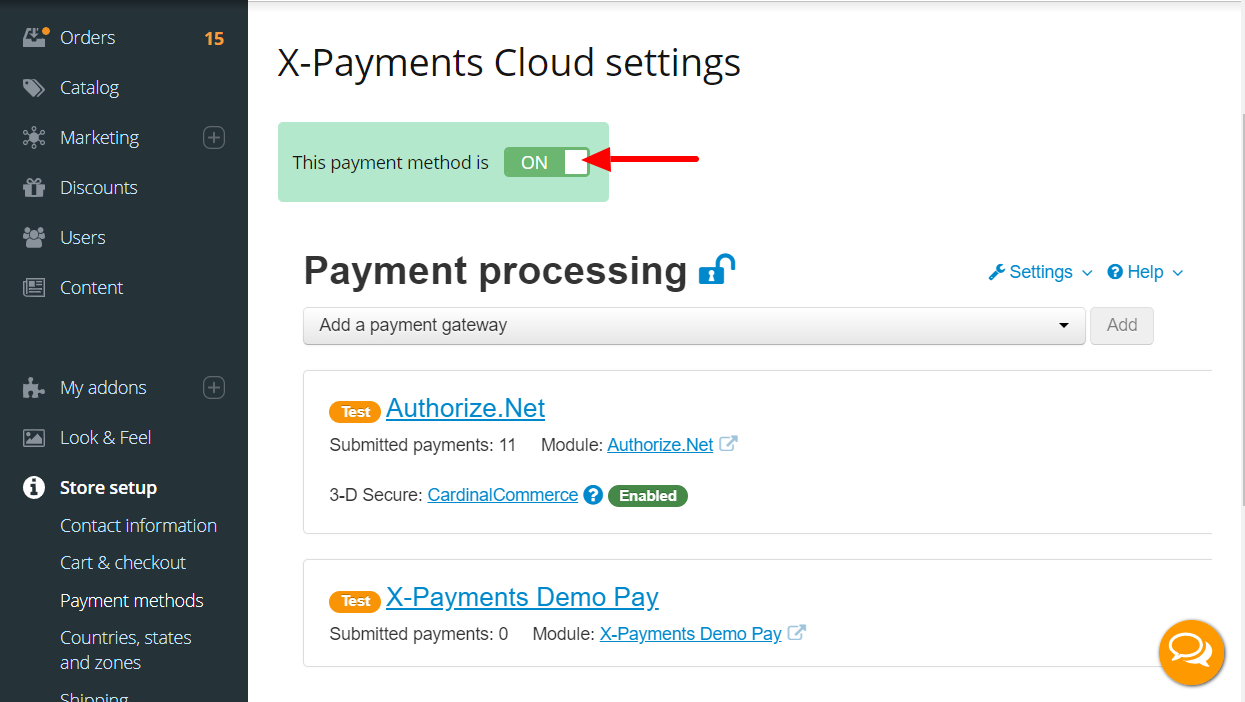 Orders 15
Catalog
Marketing
Discounts
Users
Content
My addons
Look & Feel
Store setup
Contact information
Cart & checkout
Payment methods
Countries, states
and zones
Shipping
X-Payments Cloud settings
This payment method is ON
Payment processing
Settings Help
Add a payment gateway Add
Test Authorize.Net
Submitted payments: 11 Module: Authorize.Net
3-D Secure: CardinalCommerce ? Enabled
Test X-Payments Demo Pay
Submitted payments: 0 Module: X-Payments Demo Pay